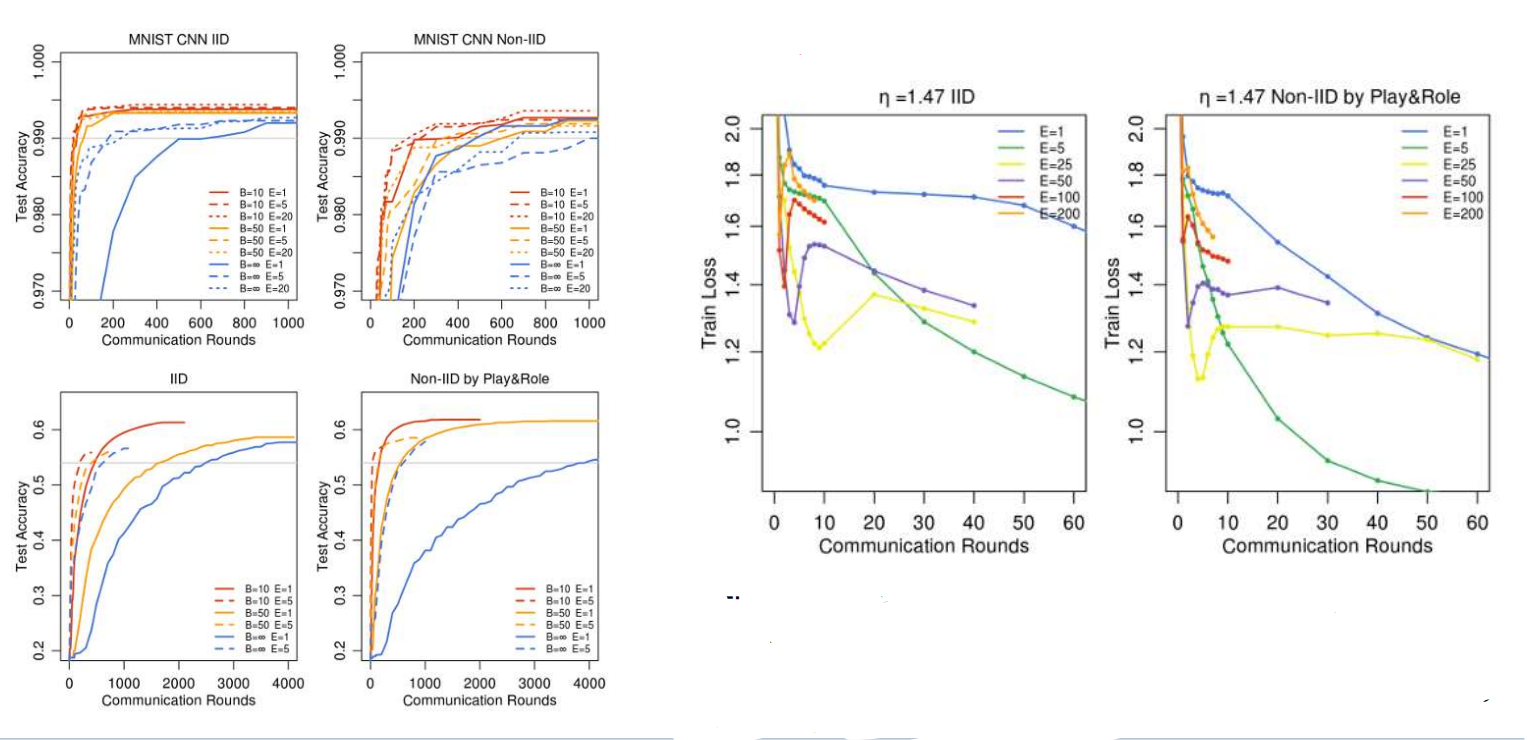 MNIST CNN IID
Test Accuracy
1.000
0.990
0.980
0.970
B=10 E=1
B=10 E=5
B=10 E=20
B=50 E=1
B=50 E=5
B=50 E=20
B=∞ E=1
B=∞ E=5
B=∞ E=20
0 200 400 600 800 1000
Communication Rounds
MNIST CNN Non-IID
Test Accuracy
1.000
0.990
0.980
0.970
B=10 E=1
B=10 E=5
B=10 E=20
B=50 E=1
B=50 E=5
B=50 E=20
B=∞ E=1
B=∞ E=5
B=∞ E=20
0 200 400 600 800 1000
Communication Rounds
IID
Test Accuracy
0.6
0.5
0.4
0.3
0.2
B=10 E=1
B=10 E=5
B=50 E=1
B=50 E=5
B=∞ E=1
B=∞ E=5
0 1000 2000 3000 4000
Communication Rounds
Non-IID by Play&Role
Test Accuracy
0.6
0.5
0.4
0.3
0.2
B=10 E=1
B=10 E=5
B=50 E=1
B=50 E=5
B=∞ E=1
B=∞ E=5
0 1000 2000 3000 4000
Communication Rounds
η =1.47 IID
Train Loss
2.0
1.8
1.6
1.4
1.2
1.0
E=1
E=5
E=25
E=50
E=100
E=200
0 10 20 30 40 50 60
Communication Rounds
η =1.47 Non-IID by Play&Role
Train Loss
2.0
1.8
1.6
1.4
1.2
1.0
E=1
E=5
E=25
E=50
E=100
E=200
0 10 20 30 40 50 60
Communication Rounds